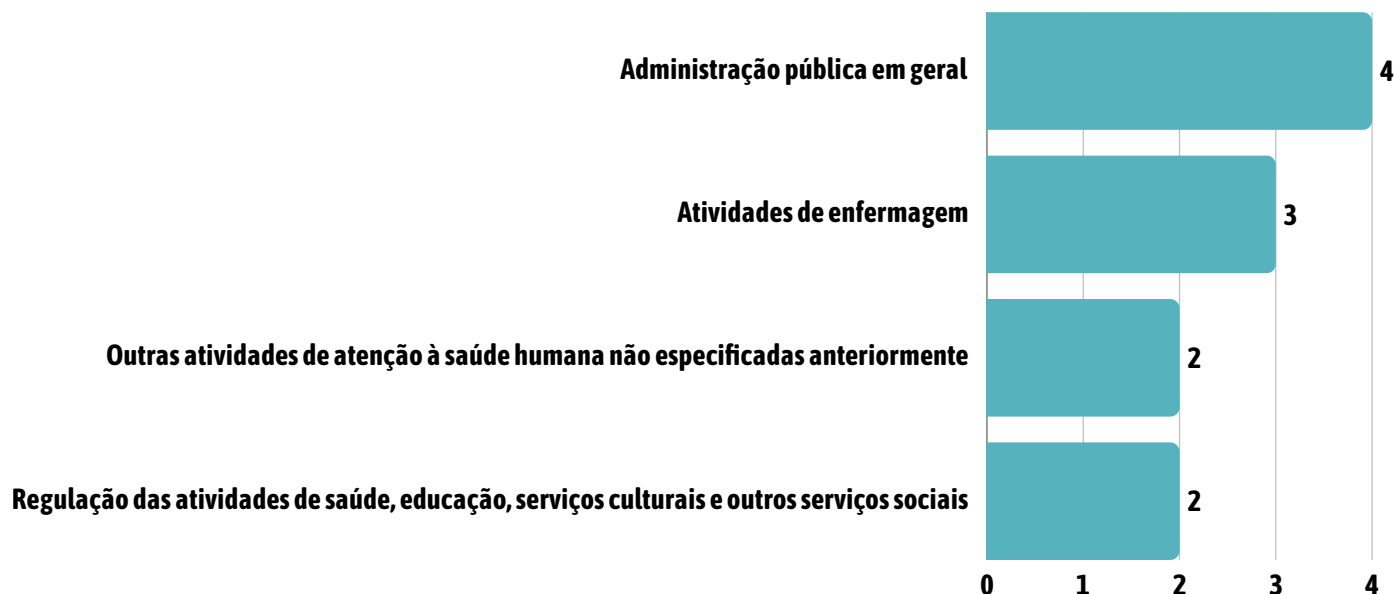 Administração pública em geral
4
Atividades de enfermagem
3
Outras atividades de atenção à saúde humana não especificadas anteriormente
2
Regulação das atividades de saúde, educação, serviços culturais e outros serviços sociais
2
0 1 2 3 4